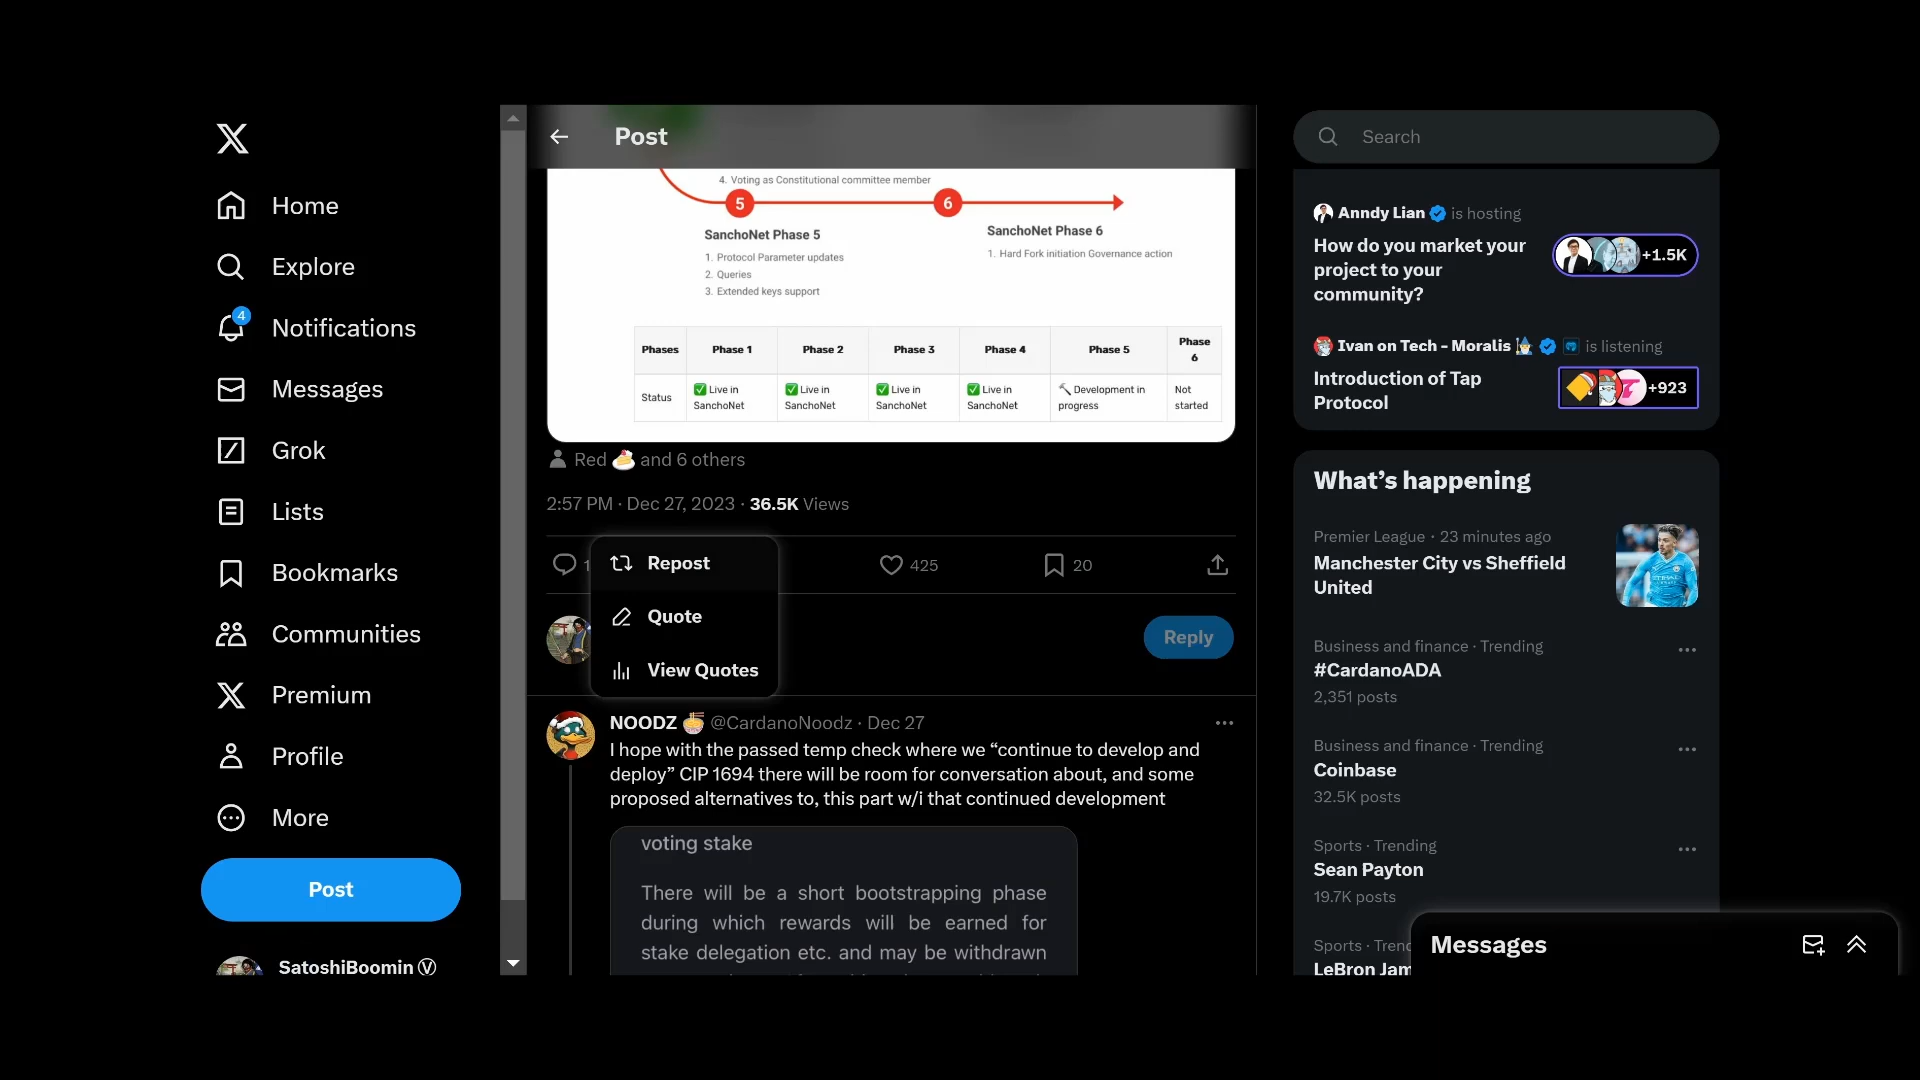 Home
Explore
4
Notifications
Messages
Grok
Lists
Bookmarks
Communities
Premium
Profile
More
Post
SatoshiBoomin Ⓥ
Post
4. Voting as Constitutional committee member
5
6
SanchoNet Phase 5
1. Protocol Parameter updates
2. Queries
3. Extended keys support
SanchoNet Phase 6
1. Hard Fork initiation Governance action
Phases Phase 1 Phase 2 Phase 3 Phase 4 Phase 5 Phase 6
Status ✅ Live in SanchoNet ✅ Live in SanchoNet ✅ Live in SanchoNet ✅ Live in SanchoNet 🔨 Development in progress Not started
Red 🍰 and 6 others
2:57 PM · Dec 27, 2023 · 36.5K Views
Repost
Quote
View Quotes
425
20
Reply
NOODZ 🍜 @CardanoNoodz · Dec 27
I hope with the passed temp check where we “continue to develop and
deploy” CIP 1694 there will be room for conversation about, and some
proposed alternatives to, this part w/i that continued development
voting stake
There will be a short bootstrapping phase
during which rewards will be earned for
stake delegation etc. and may be withdrawn
Search
Anndy Lian is hosting
How do you market your
project to your
community?
+1.5K
Ivan on Tech - Moralis is listening
Introduction of Tap
Protocol
+923
What’s happening
Premier League · 23 minutes ago
Manchester City vs Sheffield
United
Business and finance · Trending
#CardanoADA
2,351 posts
Business and finance · Trending
Coinbase
32.5K posts
Sports · Trending
Sean Payton
19.7K posts
Sports · Trend
LeBron Jam
Messages